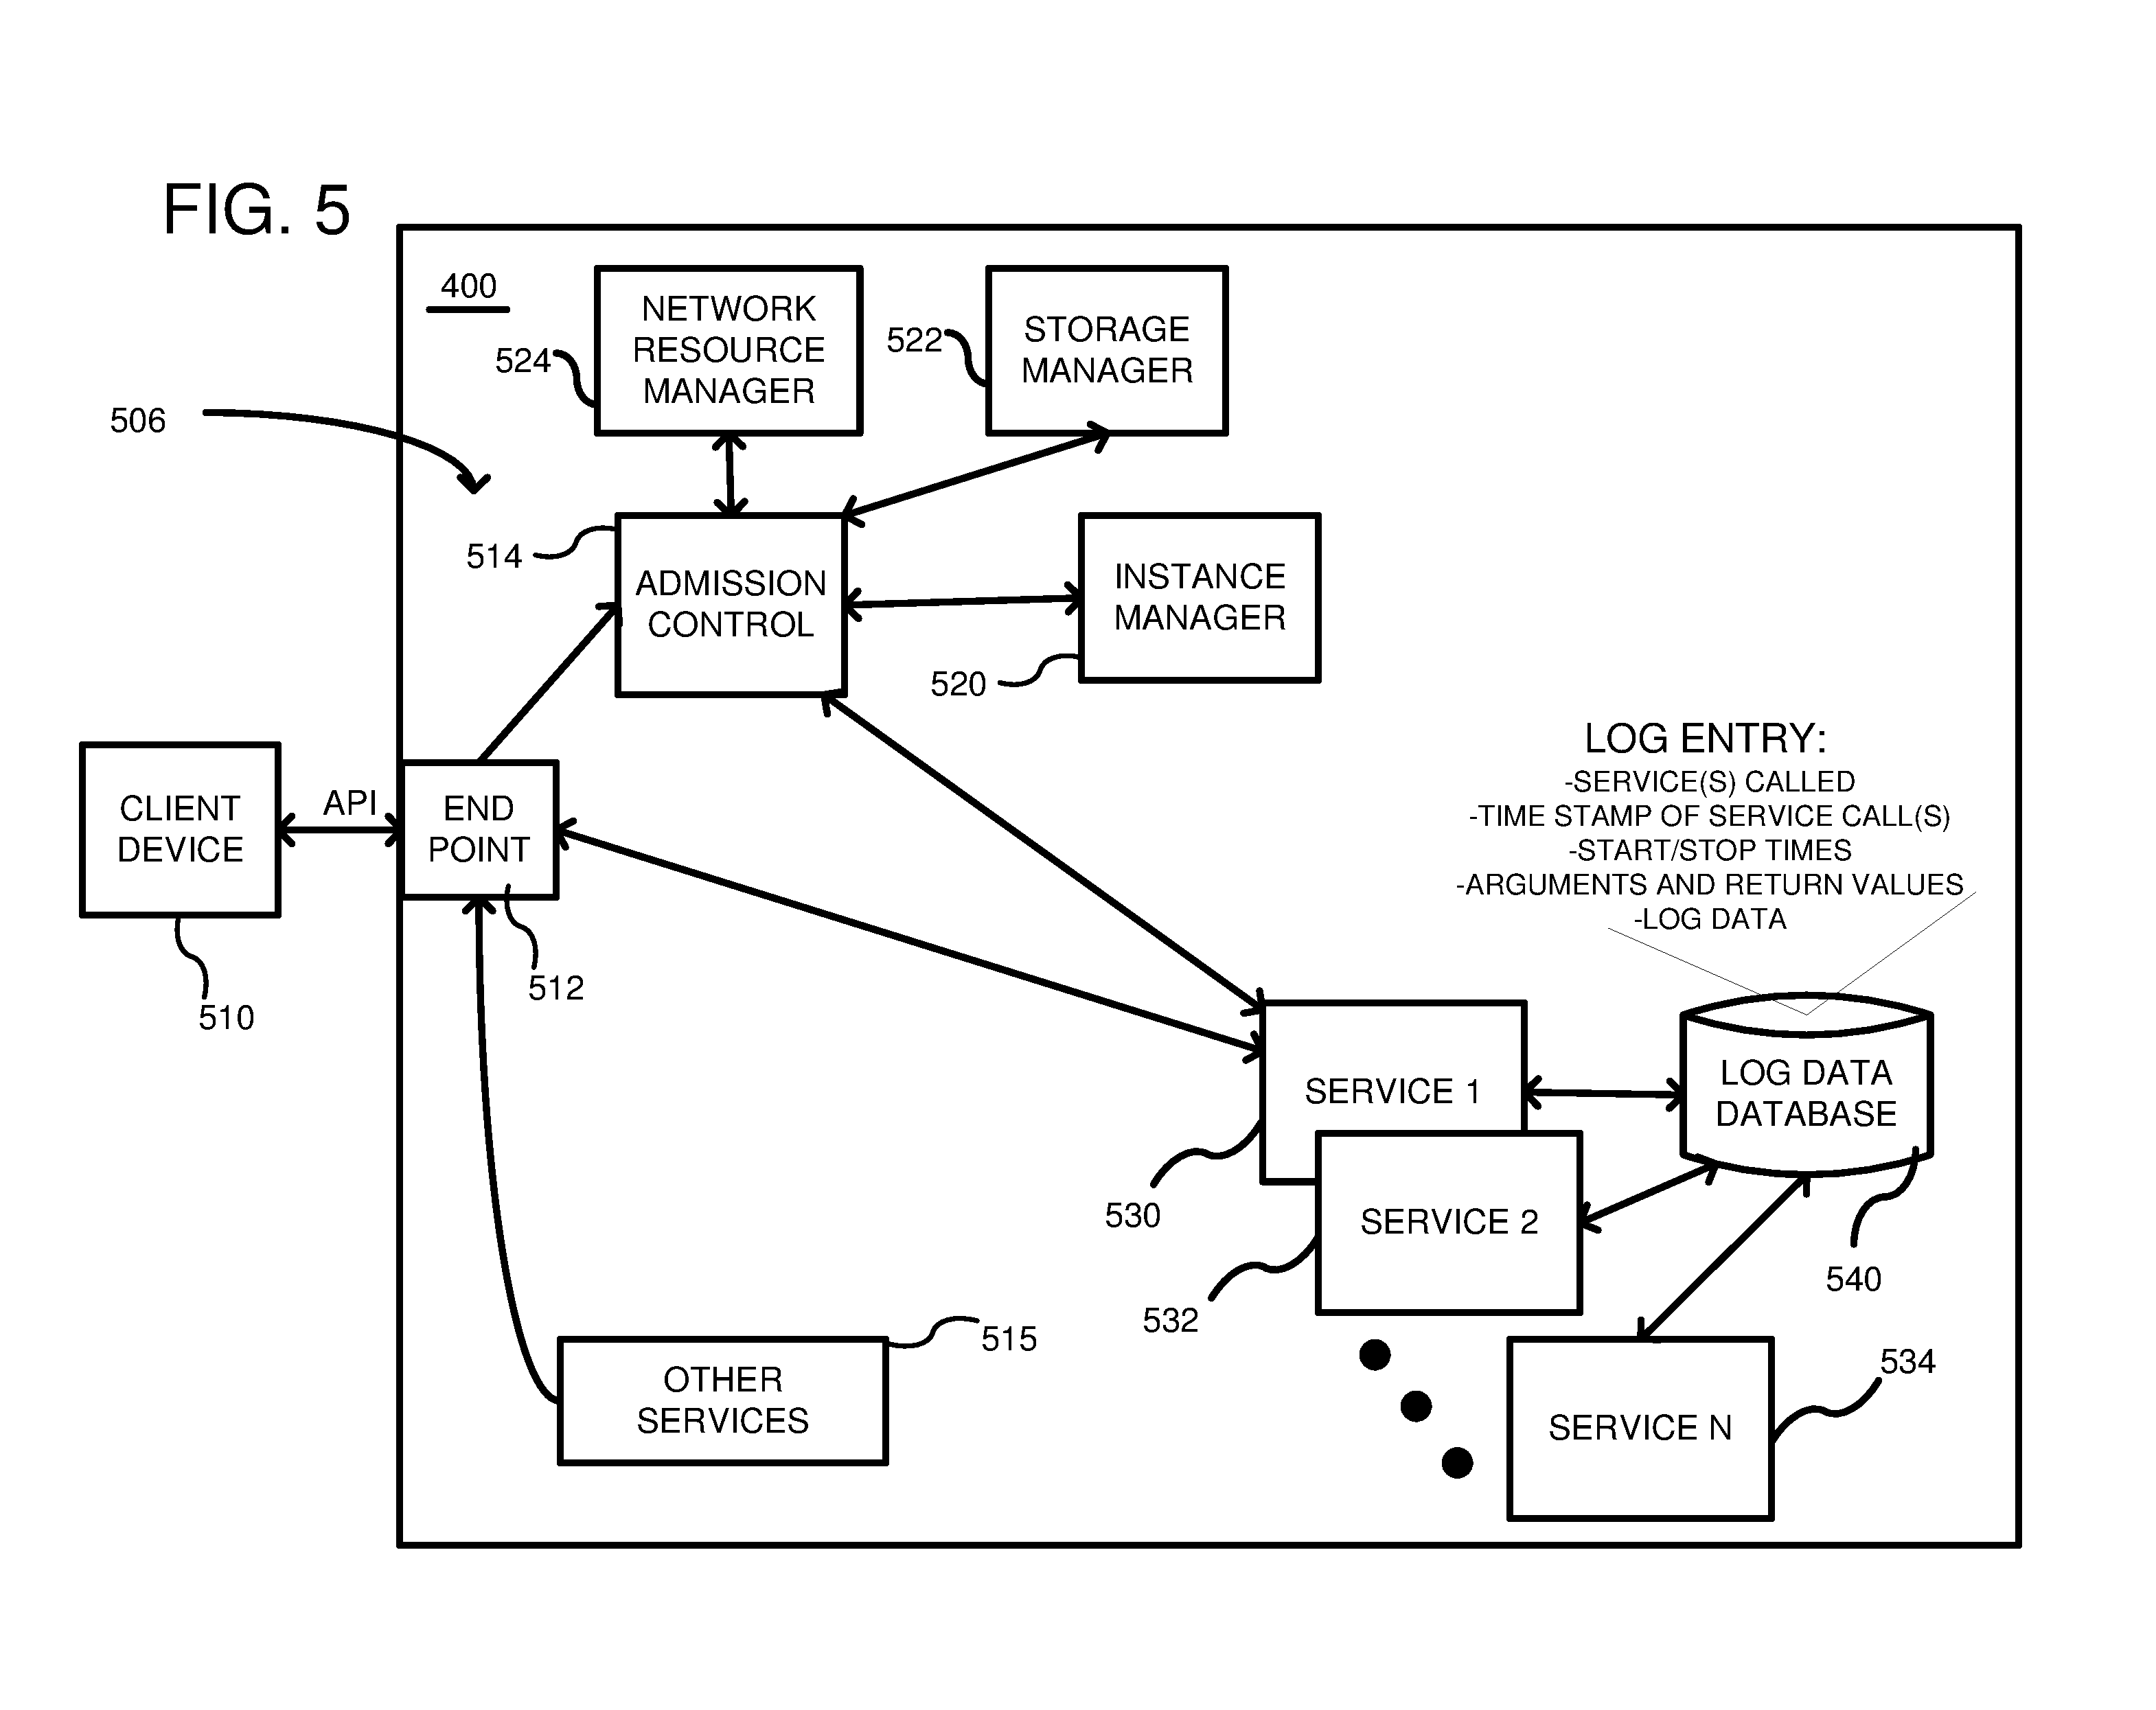 FIG. 5
400
NETWORK
RESOURCE
MANAGER
524
STORAGE
MANAGER
522
506
514
ADMISSION
CONTROL
INSTANCE
MANAGER
520
CLIENT
DEVICE
API
END
POINT
510
512
LOG ENTRY:
-SERVICE(S) CALLED
-TIME STAMP OF SERVICE CALL(S)
-START/STOP TIMES
-ARGUMENTS AND RETURN VALUES
-LOG DATA
SERVICE 1
530
LOG DATA
DATABASE
540
SERVICE 2
532
OTHER
SERVICES
515
SERVICE N
534